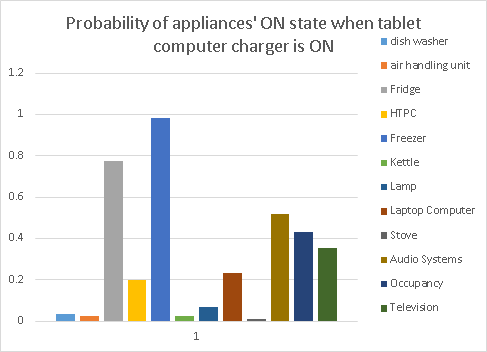 Probability of appliances' ON state when tablet
computer charger is ON
1.2
1
0.8
0.6
0.4
0.2
0
1
dish washer
air handling unit
Fridge
HTPC
Freezer
Kettle
Lamp
Laptop Computer
Stove
Audio Systems
Occupancy
Television